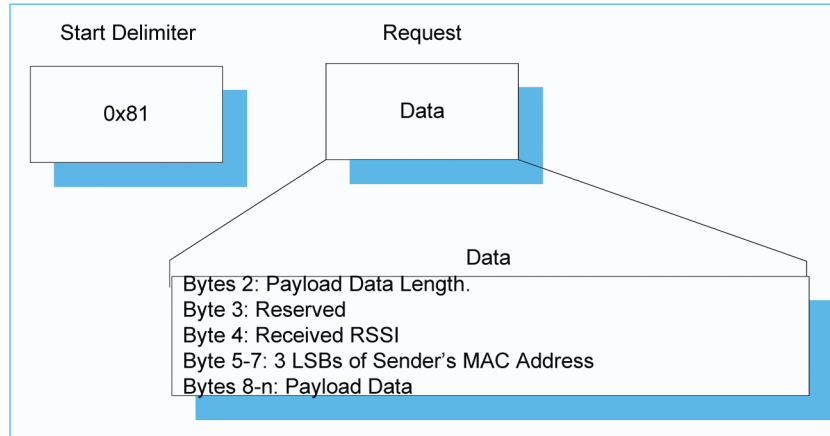 Start Delimiter
Request
0x81
Data
Data
Bytes 2: Payload Data Length.
Byte 3: Reserved
Byte 4: Received RSSI
Byte 5-7: 3 LSBs of Sender’s MAC Address
Bytes 8-n: Payload Data